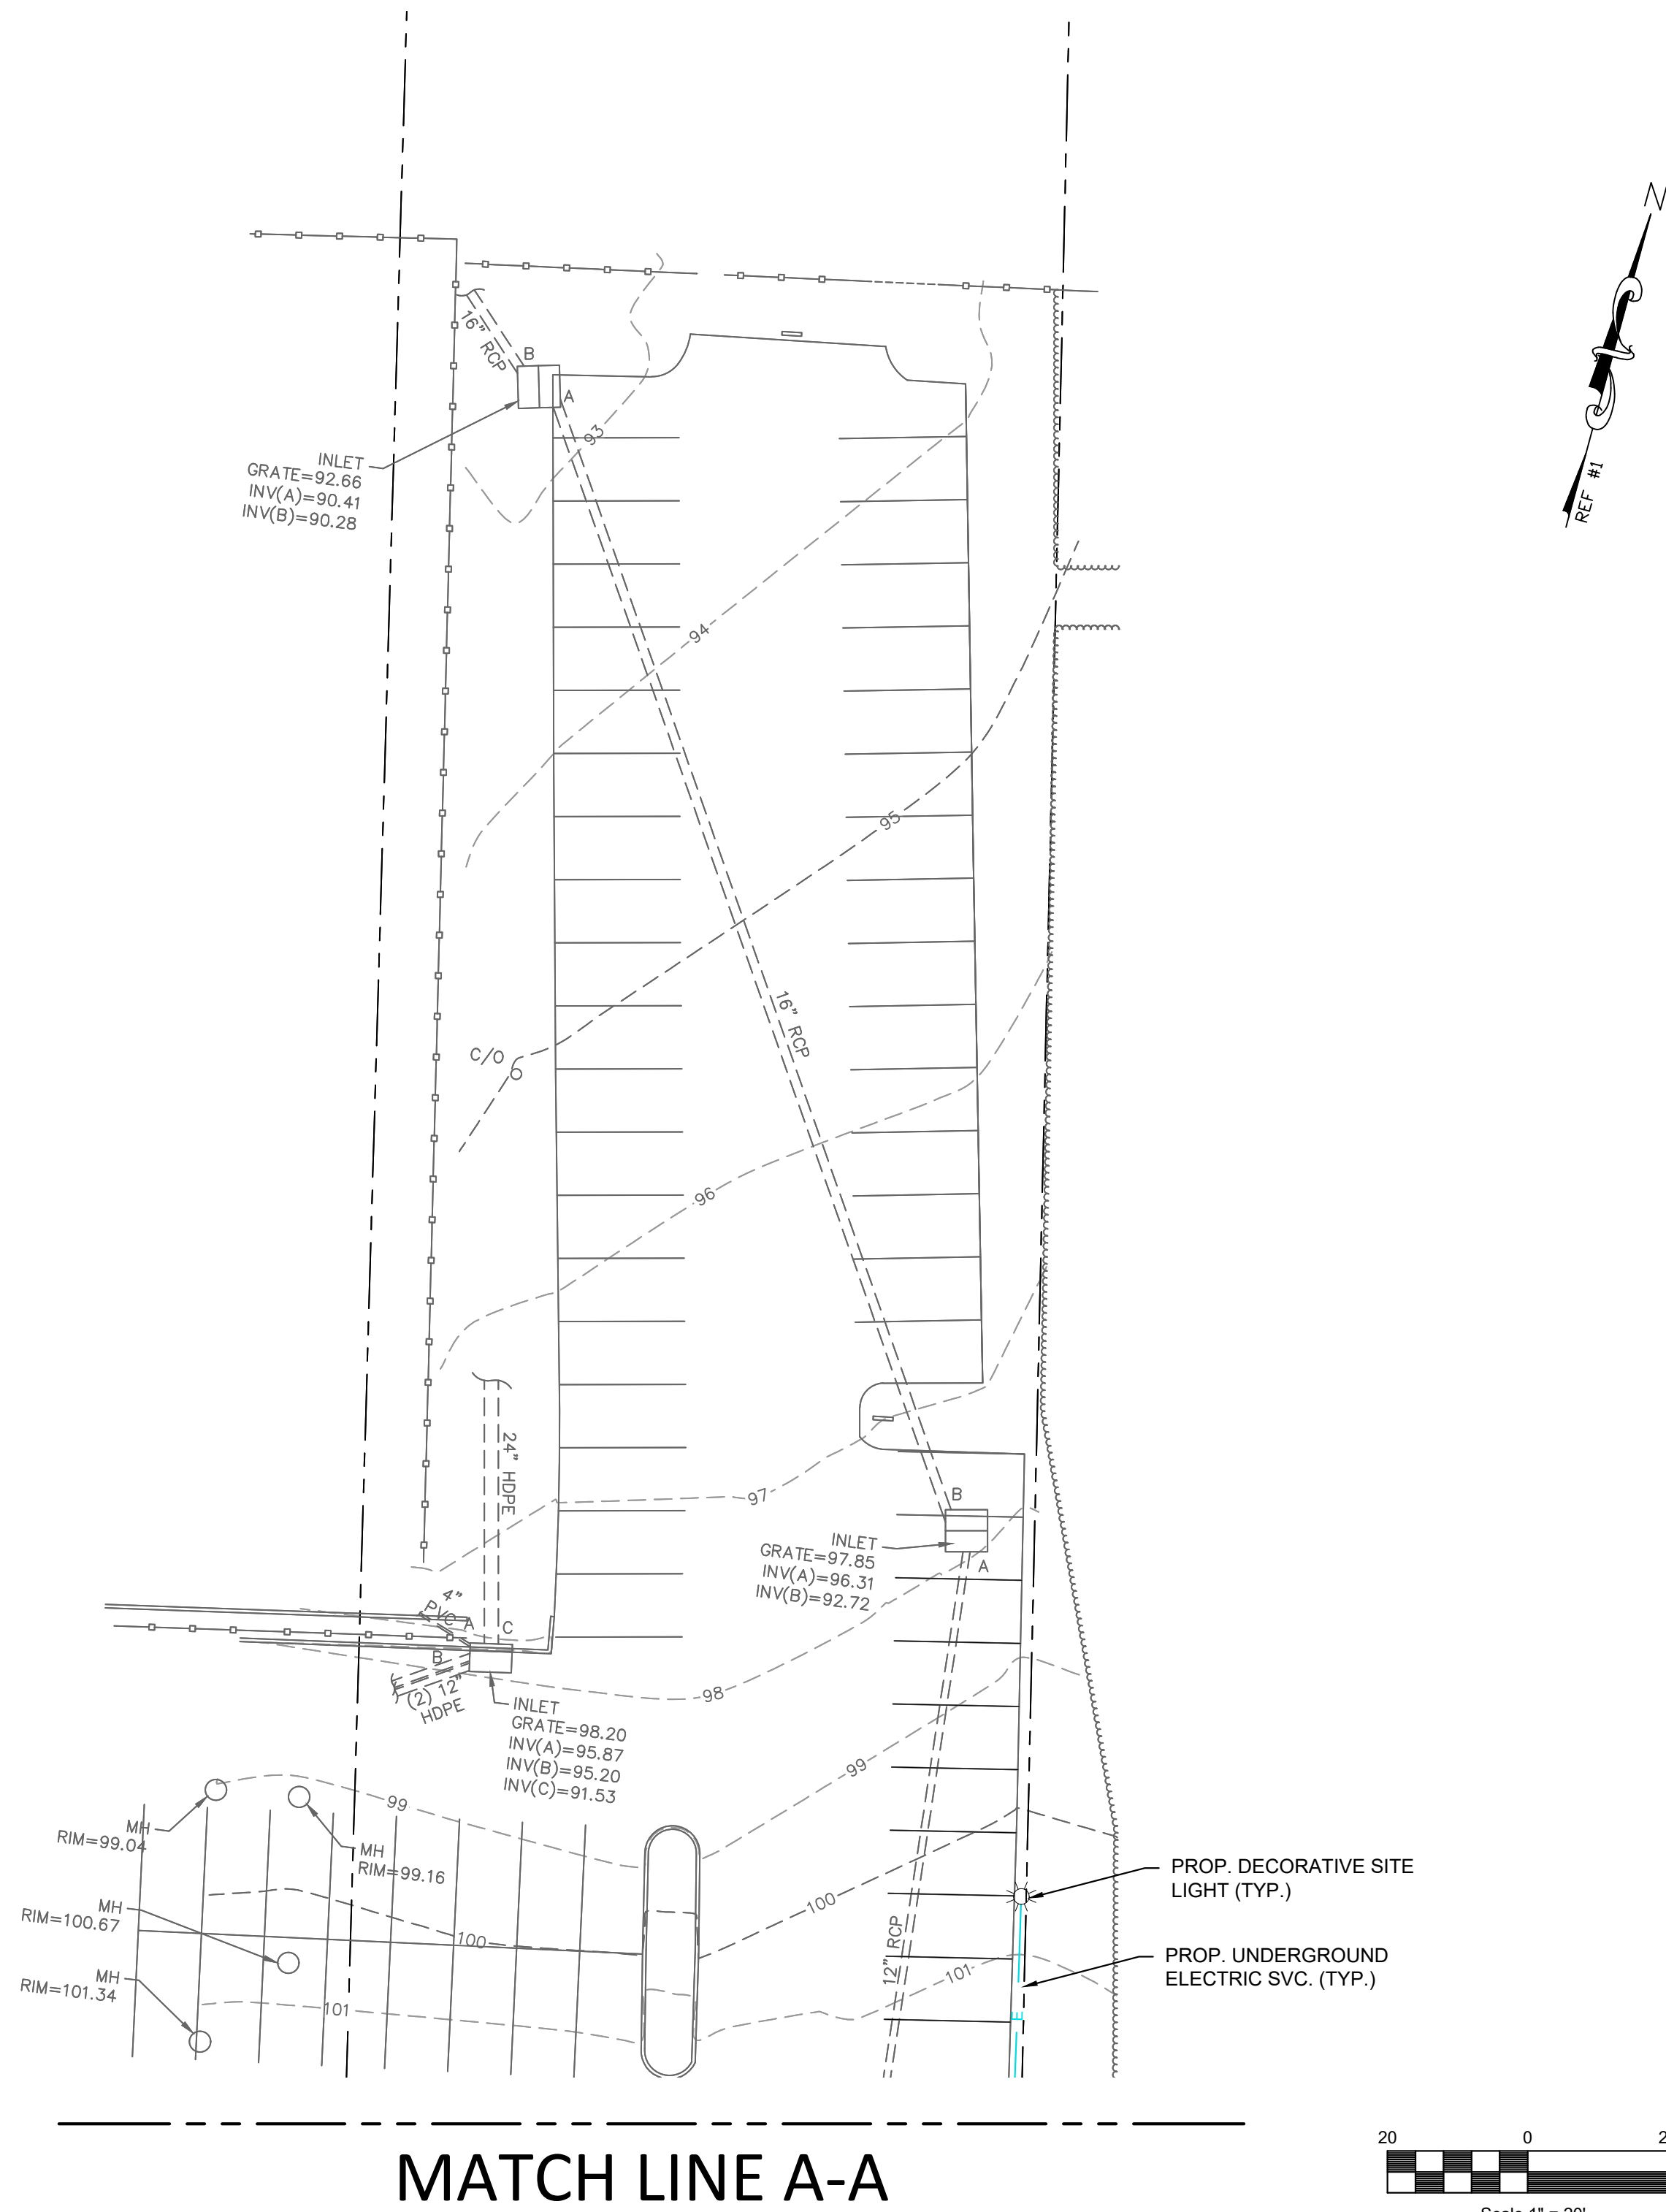 N
REF #1
16" RCP
B
A
93
INLET
GRATE=92.66
INV(A)=90.41
INV(B)=90.28
94
95
16" RCP
C/O
96
24" HDPE
97
B
INLET
GRATE=97.85
INV(A)=96.31
INV(B)=92.72
A
4"
PVC
A
C
B
(2) 12"
HDPE
98
INLET
GRATE=98.20
INV(A)=95.87
INV(B)=95.20
INV(C)=91.53
99
99
MH
RIM=99.04
MH
RIM=99.16
PROP. DECORATIVE SITE
LIGHT (TYP.)
100
MH
RIM=100.67
100
12" RCP
PROP. UNDERGROUND
ELECTRIC SVC. (TYP.)
101
MH
RIM=101.34
101
E
MATCH LINE A-A
20
0